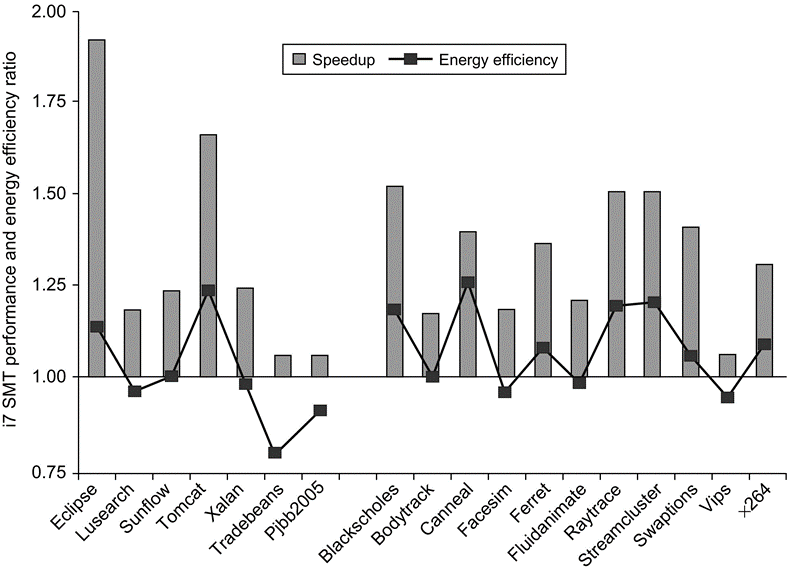 i7 SMT performance and energy efficiency ratio
2.00
1.75
1.50
1.25
1.00
0.75
Speedup
Energy efficiency
Eclipse
Lusearch
Sunflow
Tomcat
Xalan
Tradebeans
Pjbb2005
Blackscholes
Bodytrack
Canneal
Facesim
Ferret
Fluidanimate
Raytrace
Streamcluster
Swaptions
Vips
×264